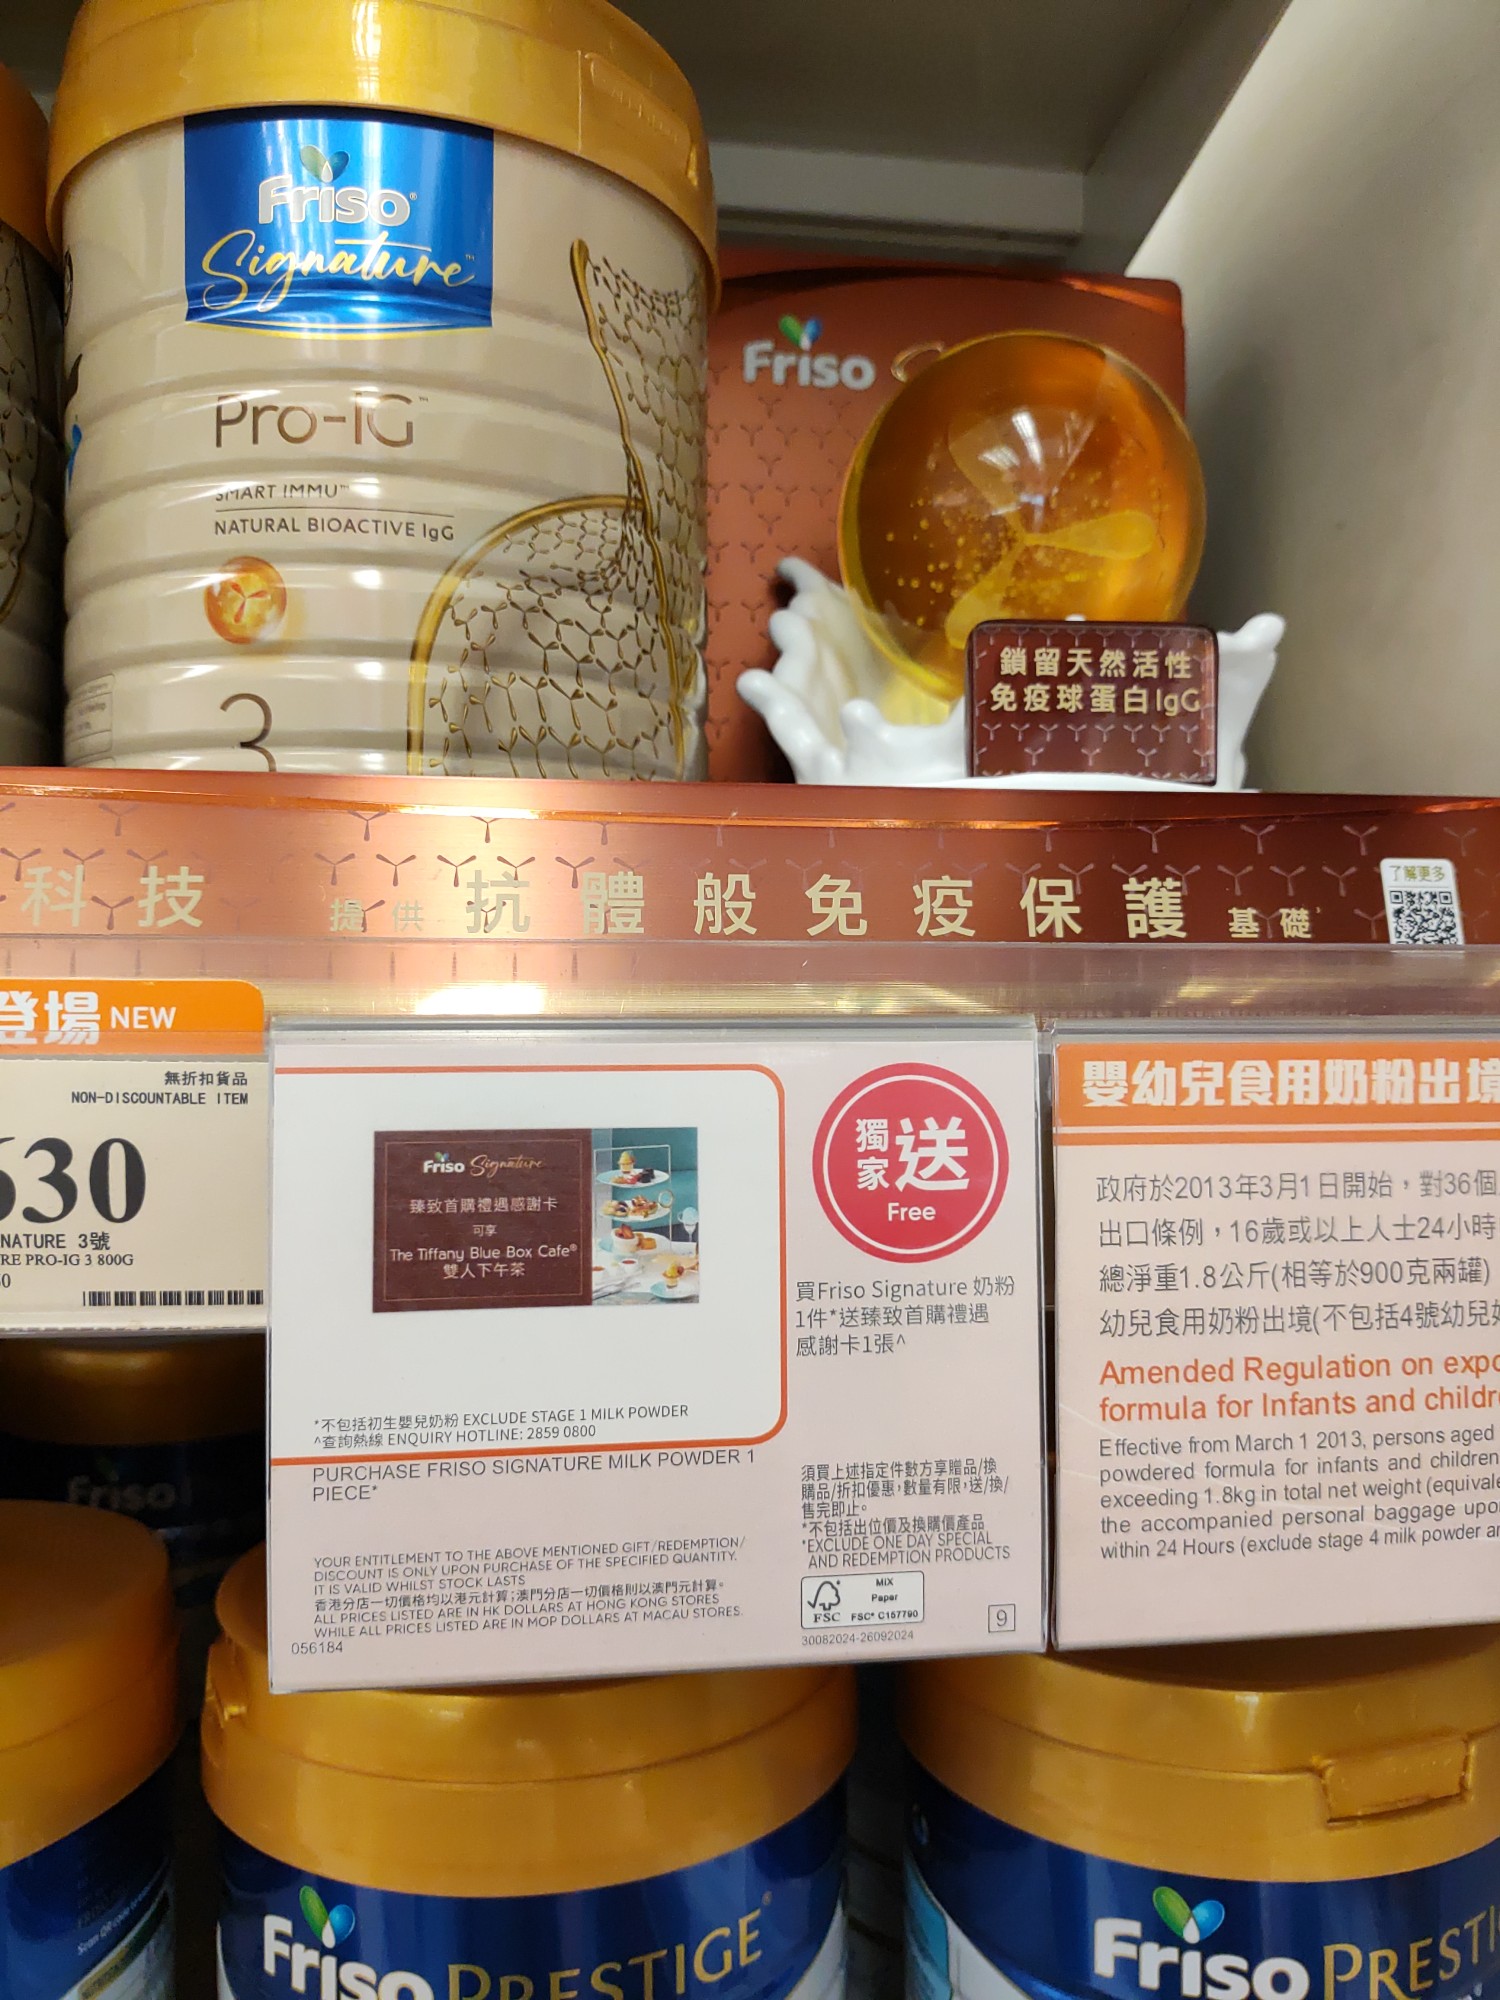 Friso
Signature
Pro-IG™
SMART IMMU™
NATURAL BIOACTIVE IgG
3
Friso
鎖留天然活性
免疫球蛋白IgG
科技 提供 抗體般免疫保護 基礎
了解更多
登場 NEW
無折扣貨品
NON-DISCOUNTABLE ITEM
630
NATURE 3號
RE PRO-IG 3 800G
Friso Signature
臻致首購禮遇感謝卡
可享
The Tiffany Blue Box Cafe®
雙人下午茶
*不包括初生嬰兒奶粉 EXCLUDE STAGE 1 MILK POWDER
^查詢熱線 ENQUIRY HOTLINE: 2859 0800
PURCHASE FRISO SIGNATURE MILK POWDER 1
PIECE*
YOUR ENTITLEMENT TO THE ABOVE MENTIONED GIFT/REDEMPTION/
DISCOUNT IS ONLY UPON PURCHASE OF THE SPECIFIED QUANTITY.
IT IS VALID WHILST STOCK LASTS
香港分店一切價格均以港元計算；澳門分店一切價格則以澳門元計算。
ALL PRICES LISTED ARE IN HK DOLLARS AT HONG KONG STORES
WHILE ALL PRICES LISTED ARE IN MOP DOLLARS AT MACAU STORES.
056184
獨家送
Free
買Friso Signature 奶粉
1件*送臻致首購禮遇
感謝卡1張^
須買上述指定件數方享贈品/換
購品/折扣優惠，數量有限，送/換/
售完即止。
*不包括出位價及換購價產品
*EXCLUDE ONE DAY SPECIAL
AND REDEMPTION PRODUCTS
FSC
MIX
Paper
FSC® C157790
9
30082024-26092024
嬰幼兒食用奶粉出境
政府於2013年3月1日開始，對36個
出口條例，16歲或以上人士24小時
總淨重1.8公斤(相等於900克兩罐)
幼兒食用奶粉出境(不包括4號幼兒
Amended Regulation on expo
formula for Infants and childr
Effective from March 1 2013, persons aged
powdered formula for infants and children
exceeding 1.8kg in total net weight (equivale
the accompanied personal baggage upo
within 24 Hours (exclude stage 4 milk powder a
Friso
Friso PRESTIGE®
Friso PRESTI